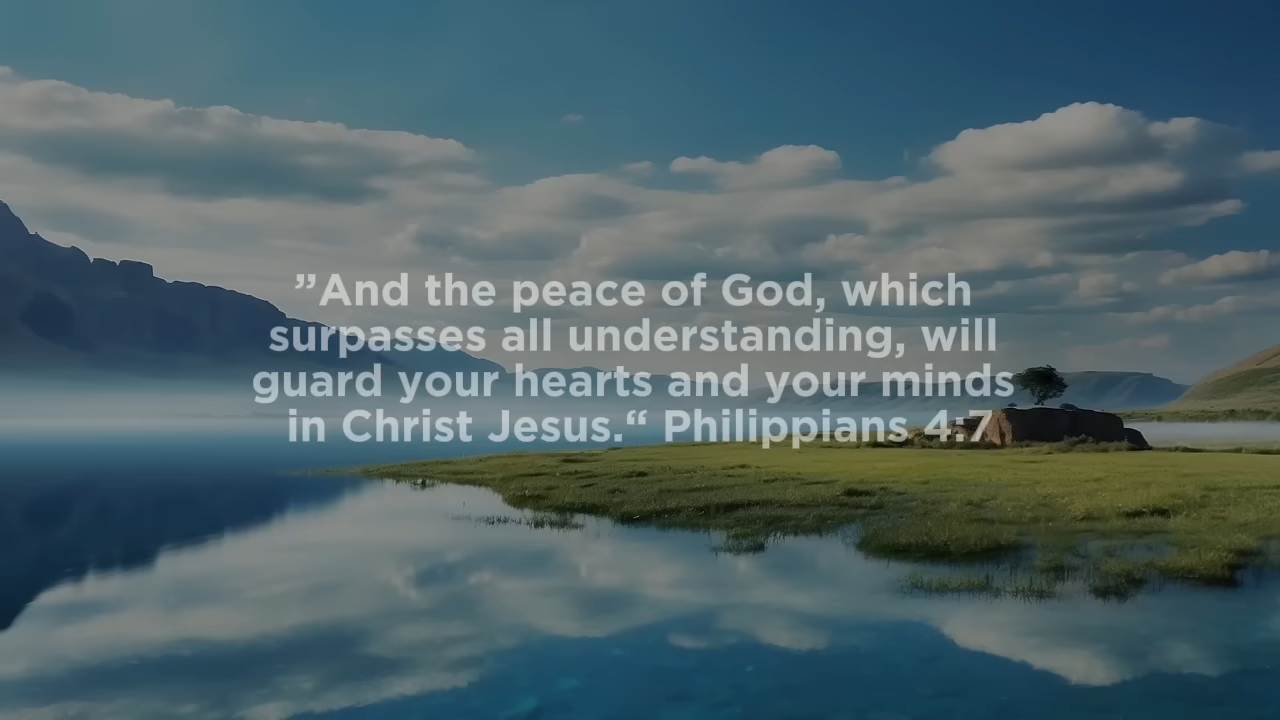 ”And the peace of God, which
surpasses all understanding, will
guard your hearts and your minds
in Christ Jesus.“ Philippians 4:7